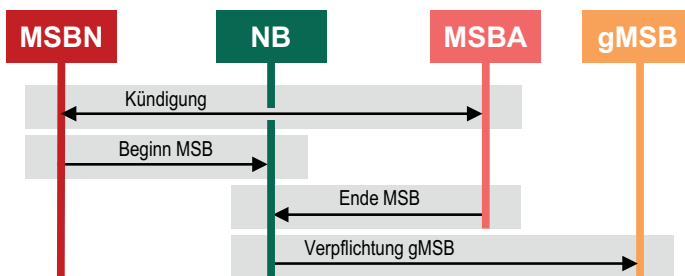 MSBN NB MSBA gMSB
Kündigung
Beginn MSB
Ende MSB
Verpflichtung gMSB